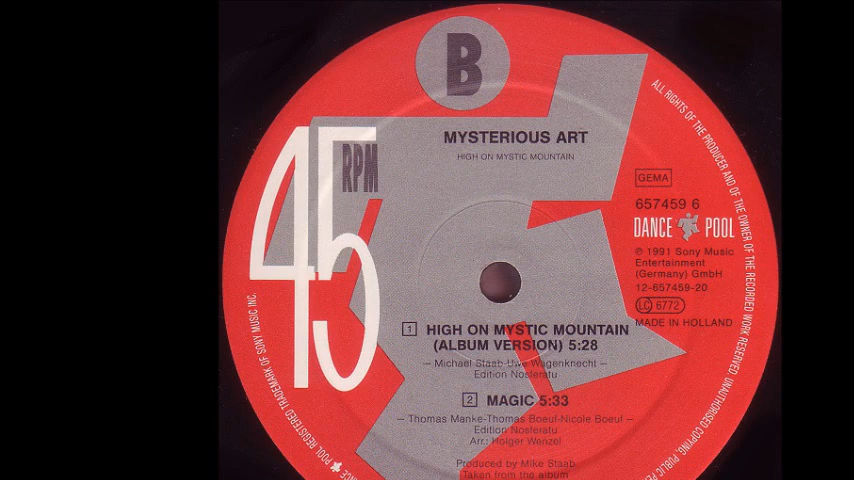 B
MYSTERIOUS ART
HIGH ON MYSTIC MOUNTAIN
45 RPM
GEMA
657459 6
DANCE POOL
℗ 1991 Sony Music
Entertainment
(Germany) GmbH
12-657459-20
LC 6772
MADE IN HOLLAND
1 HIGH ON MYSTIC MOUNTAIN
(ALBUM VERSION) 5:28
– Michael Staab-Uwe Wagenknecht –
Edition Nosferatu
2 MAGIC 5:33
– Thomas Manke-Thomas Boeuf-Nicole Boeuf –
Edition Nosferatu
Arr.: Holger Wenzel
Produced by Mike Staab
Taken from the album
ALL RIGHTS OF THE PRODUCER AND OF THE OWNER OF THE RECORDED WORK RESERVED. UNAUTHORISED COPYING, PUBLIC
DANCE POOL REGISTERED TRADEMARK OF SONY MUSIC INC.